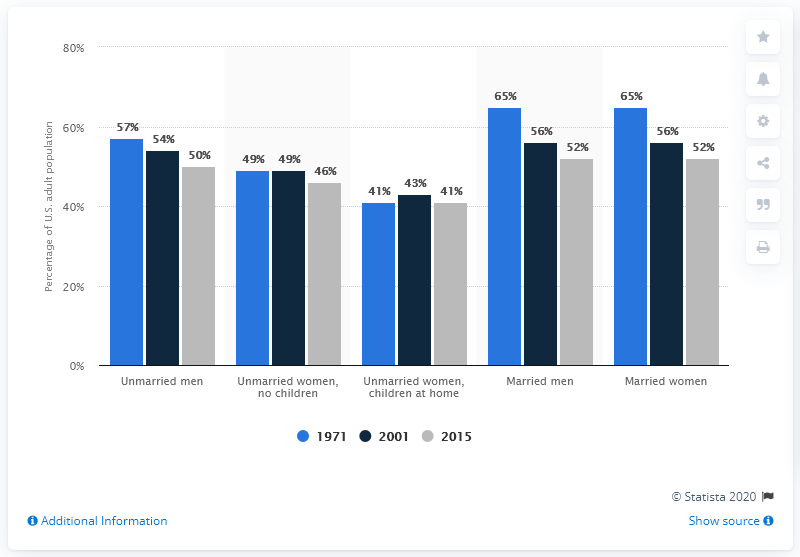 80%
60%
40%
20%
0%
Percentage of U.S. adult population
57%
54%
50%
49%
49%
46%
41%
43%
41%
65%
56%
52%
65%
56%
52%
Unmarried men
Unmarried women,
no children
Unmarried women,
children at home
Married men
Married women
1971
2001
2015
© Statista 2020
Additional Information
Show source